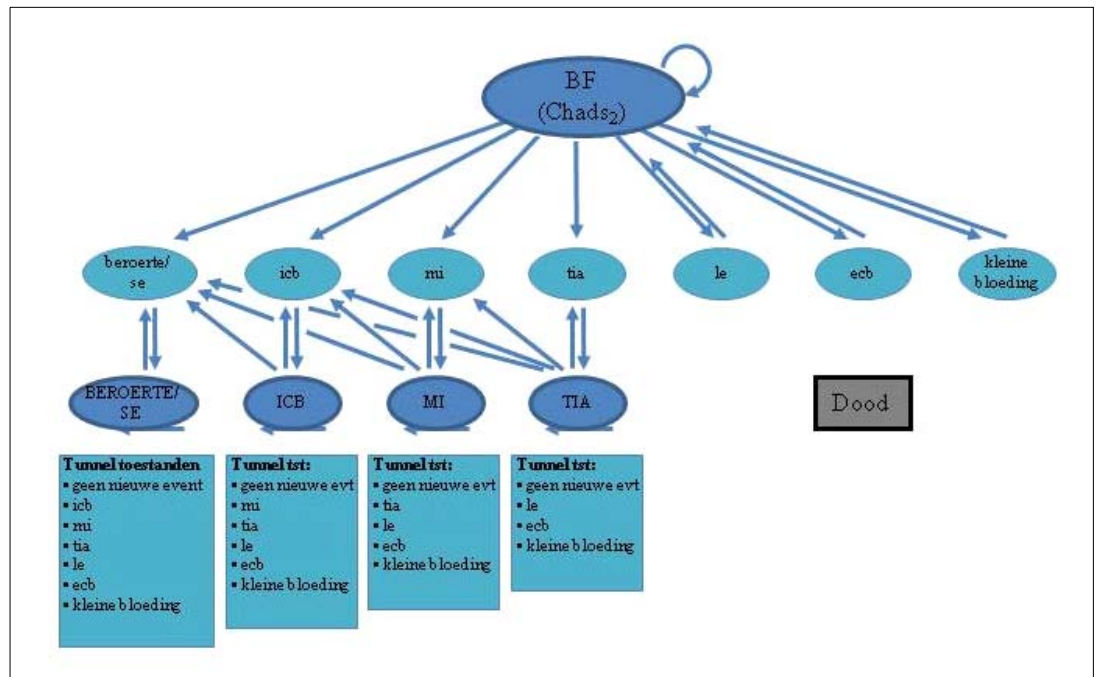 BF
(Chads₂)
beroerte/
se
icb
mi
tia
le
ecb
kleine
bloeding
BEROERTE/
SE
ICB
MI
TIA
Dood
Tunnel toestanden
▪ geen nieuwe event
▪ icb
▪ mi
▪ tia
▪ le
▪ ecb
▪ kleine bloeding
Tunnel tst:
▪ geen nieuwe evt
▪ mi
▪ tia
▪ le
▪ ecb
▪ kleine bloeding
Tunnel tst:
▪ geen nieuwe evt
▪ tia
▪ le
▪ ecb
▪ kleine bloeding
Tunnel tst:
▪ geen nieuwe evt
▪ le
▪ ecb
▪ kleine bloeding